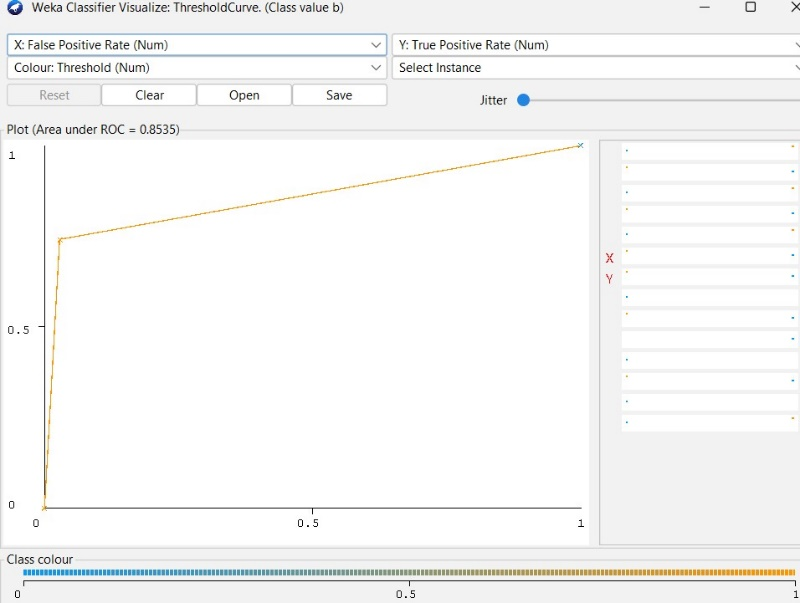 Weka Classifier Visualize: ThresholdCurve. (Class value b)
X: False Positive Rate (Num) Y: True Positive Rate (Num)
Colour: Threshold (Num) Select Instance
Reset Clear Open Save Jitter
Plot (Area under ROC = 0.8535)
1
X
Y
0.5
0
0 0.5 1
Class colour
0 0.5 1